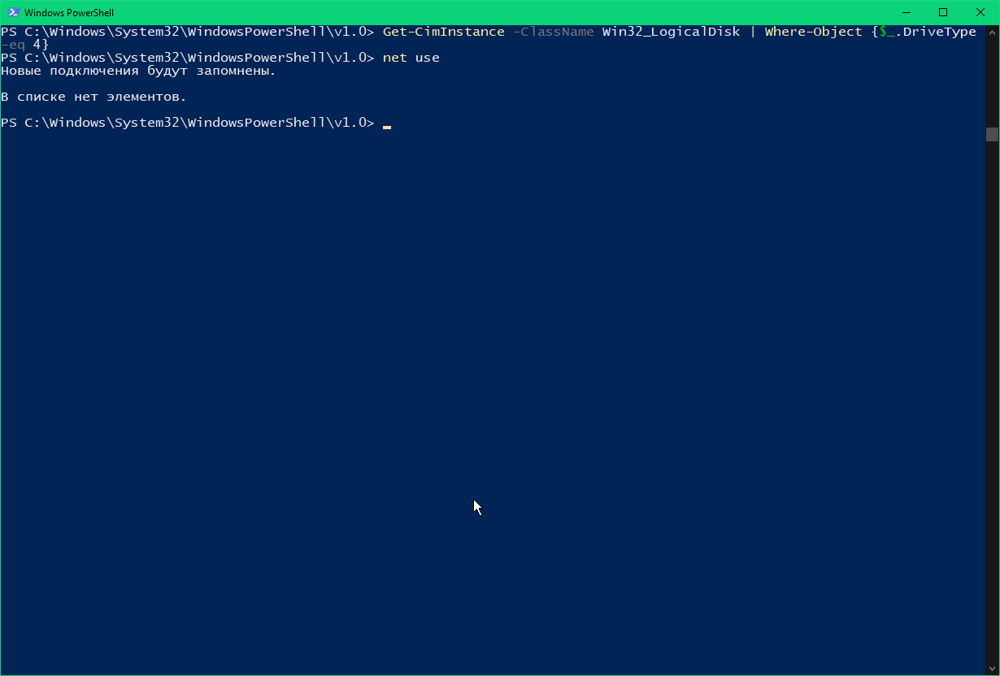 Windows PowerShell
PS C:\Windows\System32\WindowsPowerShell\v1.0> Get-CimInstance -ClassName Win32_LogicalDisk | Where-Object {$_.DriveType
-eq 4}
PS C:\Windows\System32\WindowsPowerShell\v1.0> net use
Новые подключения будут запомнены.
В списке нет элементов.
PS C:\Windows\System32\WindowsPowerShell\v1.0>